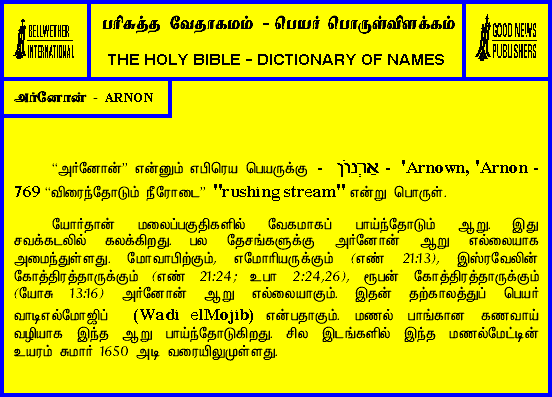 BELLWETHER
INTERNATIONAL
பரிசுத்த வேதாகமம் - பெயர் பொருள்விளக்கம்
THE HOLY BIBLE - DICTIONARY OF NAMES
GOOD NEWS
PUBLISHERS
அர்னோன் - ARNON
“அர்னோன்” என்னும் எபிரெய பெயருக்கு - אַרְנוֹן - 'Arnown, 'Arnon -
769 “விரைந்தோடும் நீரோடை” "rushing stream" என்று பொருள்.
யோர்தான் மலைப்பகுதிகளில் வேகமாகப் பாய்ந்தோடும் ஆறு. இது
சவக்கடலில் கலக்கிறது. பல தேசங்களுக்கு அர்னோன் ஆறு எல்லையாக
அமைந்துள்ளது. மோவாபிற்கும், எமோரியருக்கும் (எண் 21:13), இஸ்ரவேலின்
கோத்திரத்தாருக்கும் (எண் 21:24; உபா 2:24,26), ரூபன் கோத்திரத்தாருக்கும்
(யோசு 13:16) அர்னோன் ஆறு எல்லையாகும். இதன் தற்காலத்துப் பெயர்
வாடிஎல்மோஜிப் (Wadi elMojib) என்பதாகும். மணல் பாங்கான கணவாய்
வழியாக இந்த ஆறு பாய்ந்தோடுகிறது. சில இடங்களில் இந்த மணல்மேட்டின்
உயரம் சுமார் 1650 அடி வரையிலுமுள்ளது.